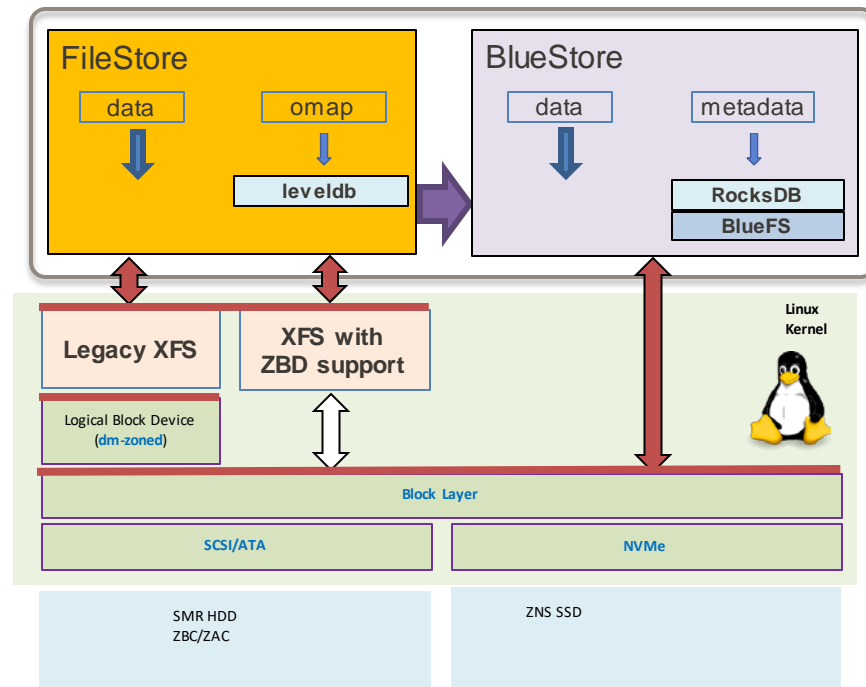 FileStore
data
omap
leveldb
BlueStore
data
metadata
RocksDB
BlueFS
Linux
Kernel
Legacy XFS
XFS with
ZBD support
Logical Block Device
(dm-zoned)
Block Layer
SCSI/ATA
NVMe
SMR HDD
ZBC/ZAC
ZNS SSD